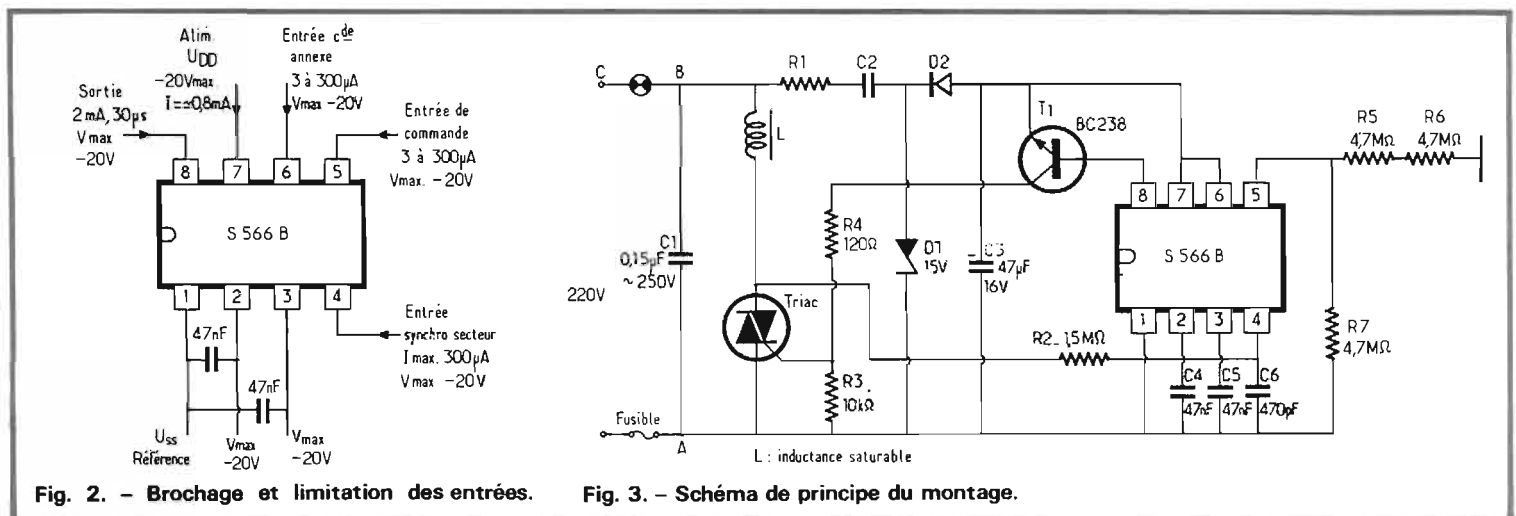 Alim
UDD
-20Vmax
I=≃0,8mA
Entrée cde
annexe
3 à 300µA
Vmax -20V
Sortie
2mA, 30µs
Vmax
-20V
Entrée de
commande
3 à 300µA
Vmax. -20V
8
7
6
5
S 566 B
1
2
3
4
47nF
47nF
Entrée
synchro secteur
I max. 300µA
Vmax -20V
Uss
Référence
Vmax
-20V
Vmax
-20V
Fig. 2. – Brochage et limitation des entrées.
C
B
R1
C2
D2
T1
BC238
R5
4,7MΩ
R6
4,7MΩ
L
8
7
6
5
S 566 B
1
2
3
4
R4
120Ω
D1
15V
C3
47µF
16V
C1
0,15µF
~250V
220V
Triac
R2_1,5MΩ
R7
4,7MΩ
R3
10kΩ
C4
47nF
C5
47nF
C6
470pF
Fusible
A
L : inductance saturable
Fig. 3. – Schéma de principe du montage.